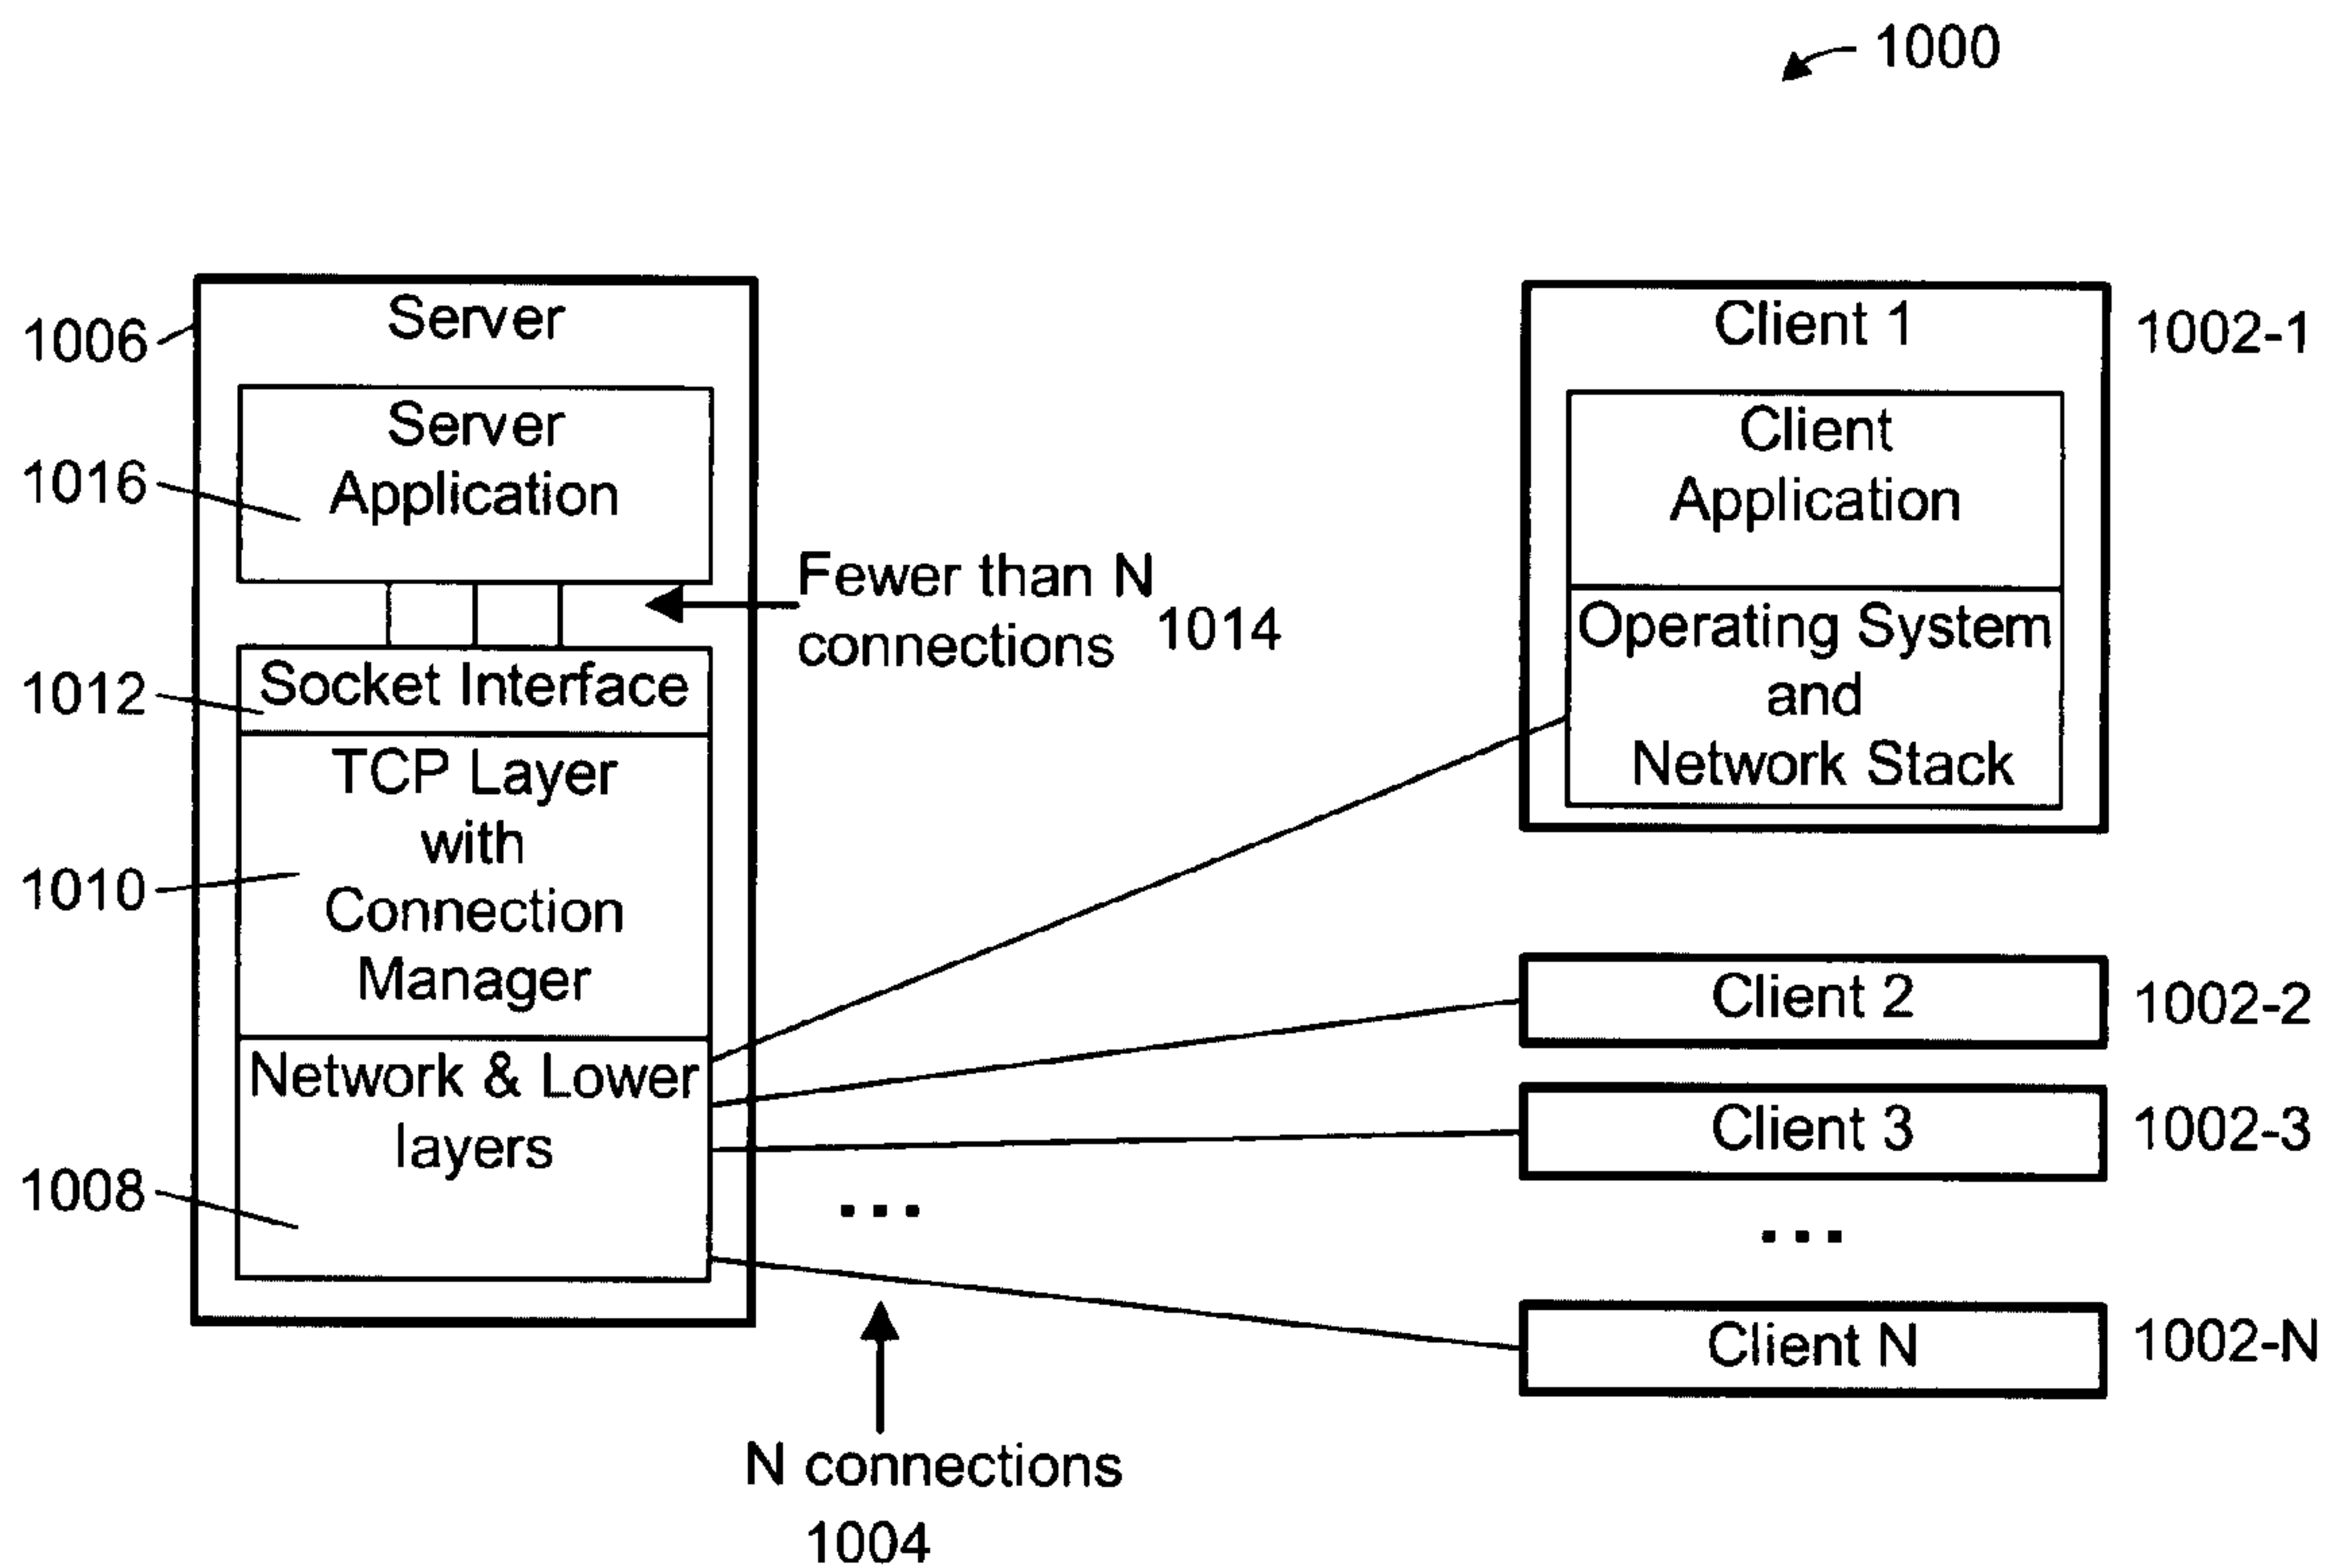 1000
Server
1006
Server
Application
1016
Fewer than N
connections
1014
Socket Interface
1012
TCP Layer
with
Connection
Manager
1010
Network & Lower
layers
1008
...
N connections
1004
Client 1
1002-1
Client
Application
Operating System
and
Network Stack
Client 2
1002-2
Client 3
1002-3
...
Client N
1002-N